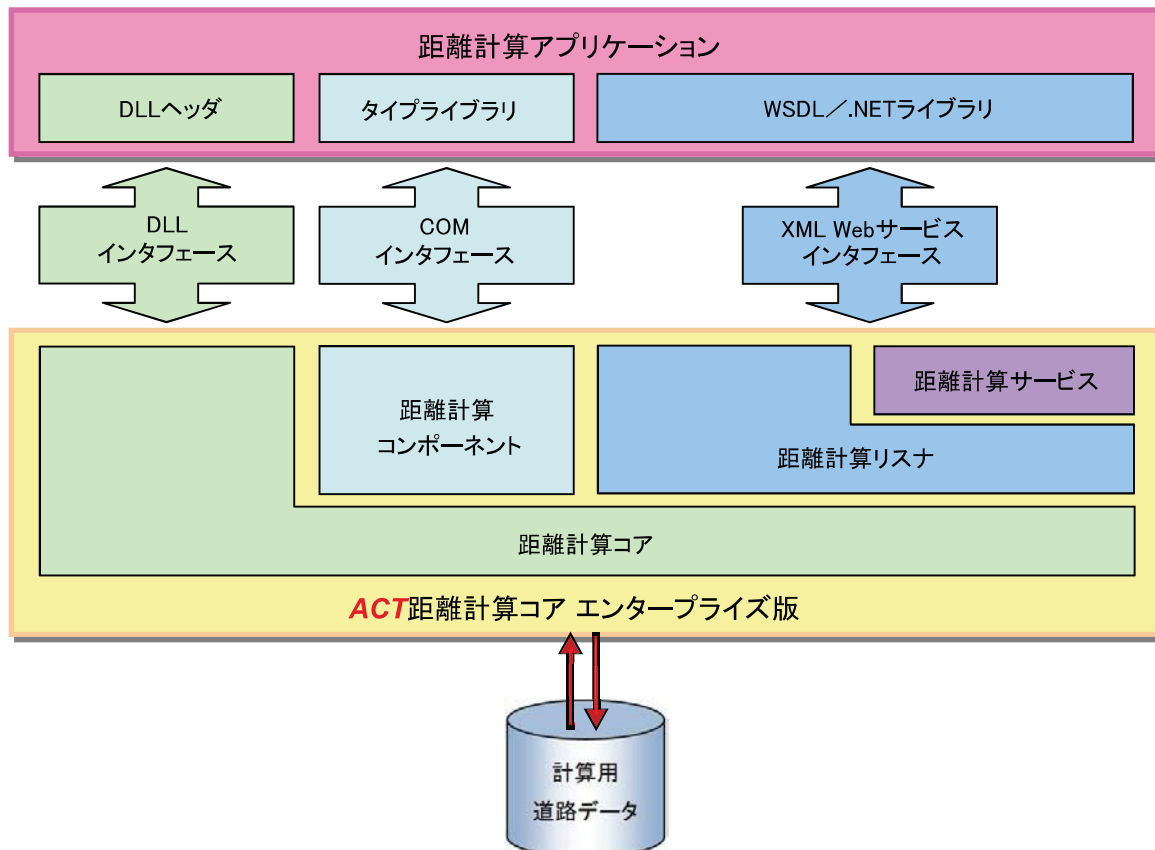 距離計算アプリケーション
DLLヘッダ
タイプライブラリ
WSDL／.NETライブラリ
DLL
インタフェース
COM
インタフェース
XML Webサービス
インタフェース
距離計算
コンポーネント
距離計算サービス
距離計算リスナ
距離計算コア
ACT距離計算コア エンタープライズ版
計算用
道路データ